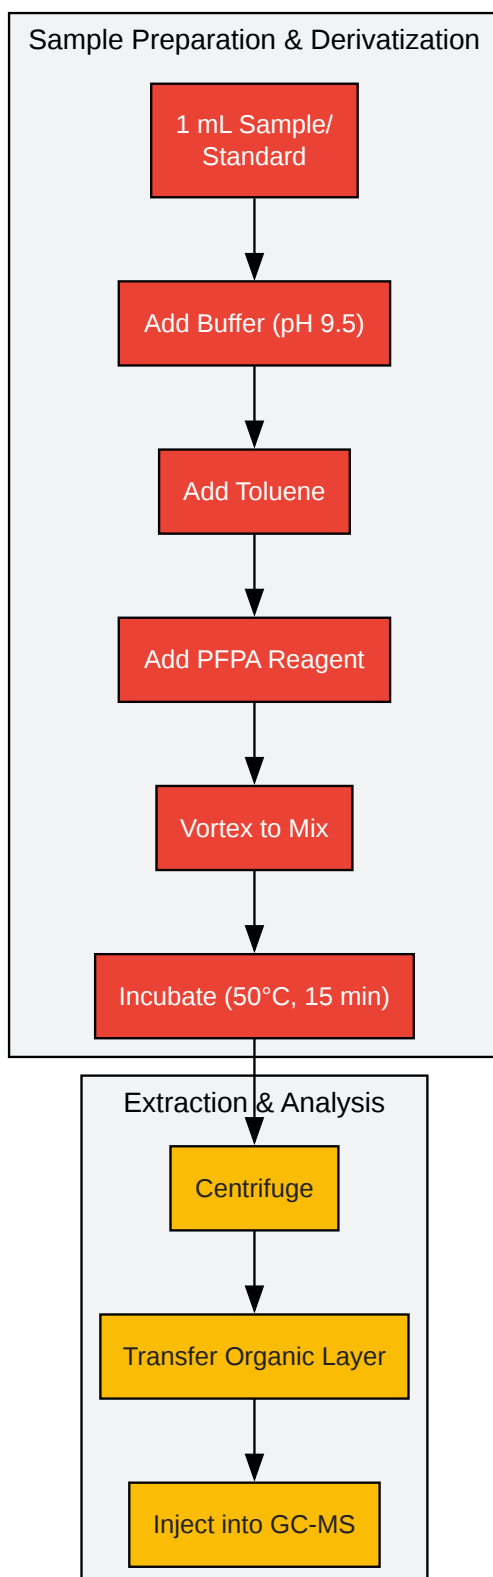 Sample Preparation & Derivatization
1 mL Sample/
Standard
Add Buffer (pH 9.5)
Add Toluene
Add PFPA Reagent
Vortex to Mix
Incubate (50°C, 15 min)
Extraction & Analysis
Centrifuge
Transfer Organic Layer
Inject into GC-MS